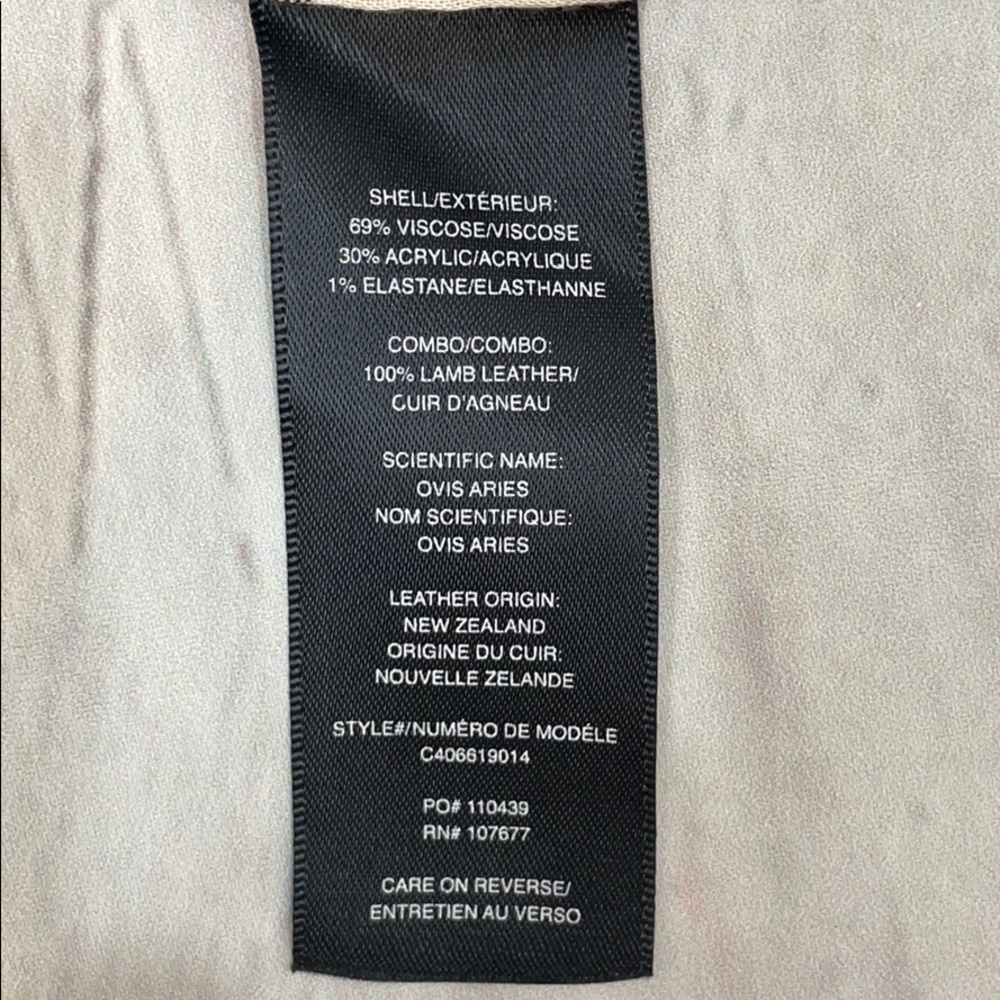 SHELL/EXTÉRIEUR:
69% VISCOSE/VISCOSE
30% ACRYLIC/ACRYLIQUE
1% ELASTANE/ELASTHANNE
COMBO/COMBO:
100% LAMB LEATHER/
CUIR D'AGNEAU
SCIENTIFIC NAME:
OVIS ARIES
NOM SCIENTIFIQUE:
OVIS ARIES
LEATHER ORIGIN:
NEW ZEALAND
ORIGINE DU CUIR:
NOUVELLE ZELANDE
STYLE#/NUMÉRO DE MODÉLE
C406619014
PO# 110439
RN# 107677
CARE ON REVERSE/
ENTRETIEN AU VERSO